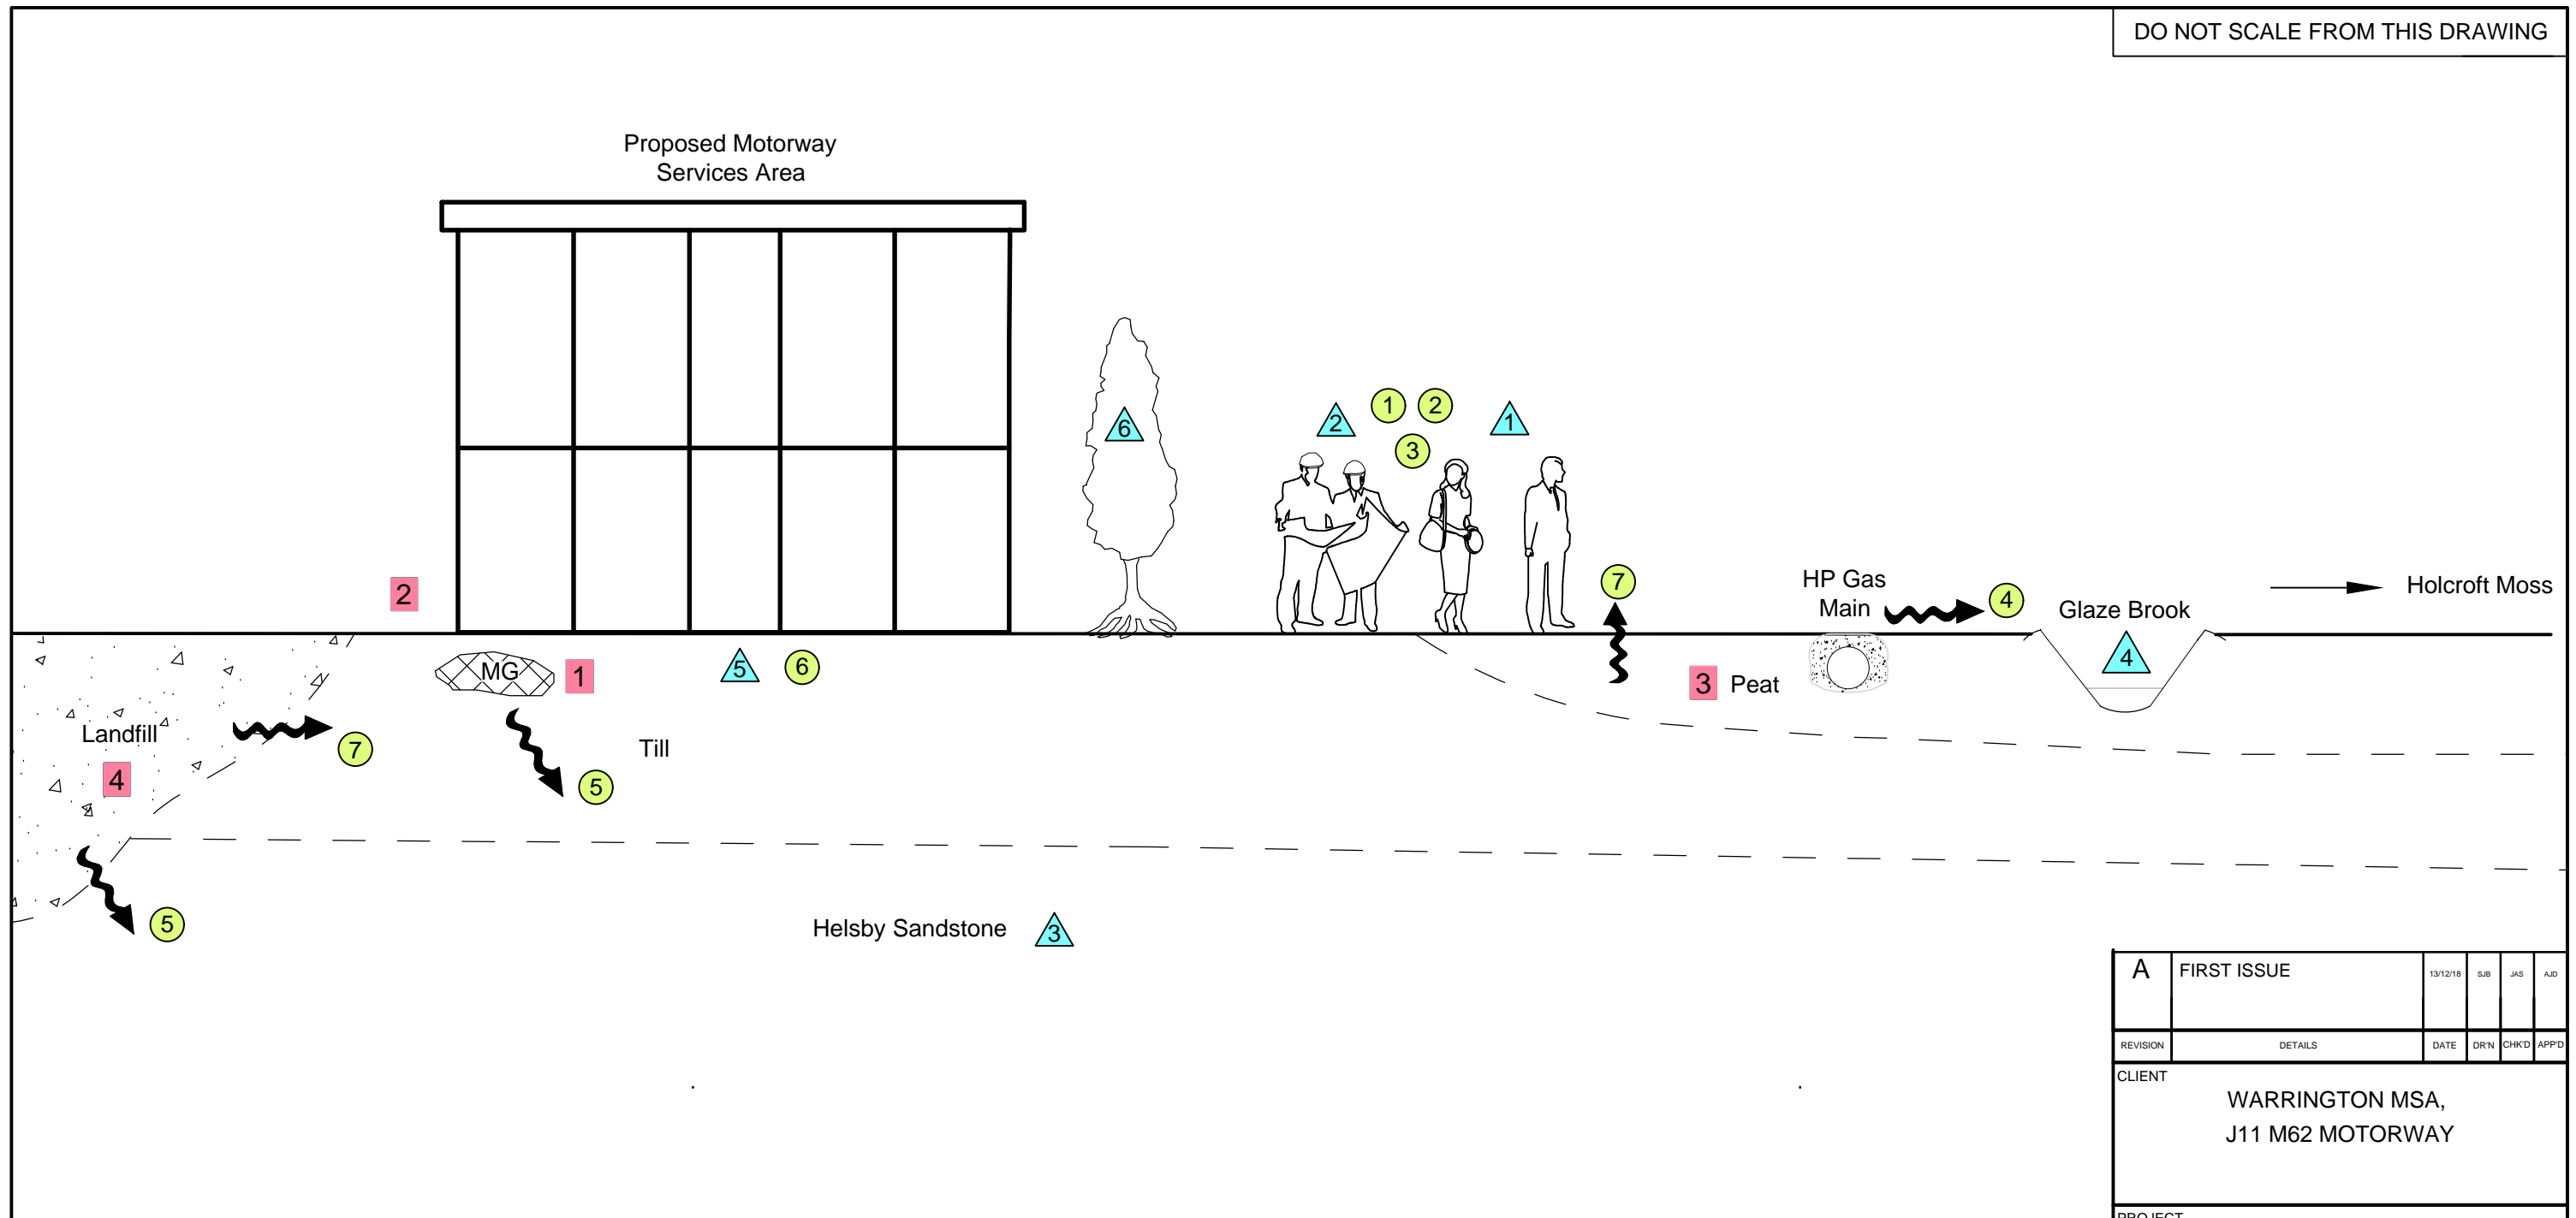 DO NOT SCALE FROM THIS DRAWING
Proposed Motorway
Services Area
6
2
1
2
3
1
2
7
HP Gas
Main
4
Glaze Brook
4
Holcroft Moss
MG
1
5
6
3
Peat
Landfill
7
4
Till
5
5
Helsby Sandstone
3
A
FIRST ISSUE
13/12/18
SJB
JAS
AJD
REVISION
DETAILS
DATE
DR'N
CHK'D
APP'D
CLIENT
WARRINGTON MSA,
J11 M62 MOTORWAY
PROJECT